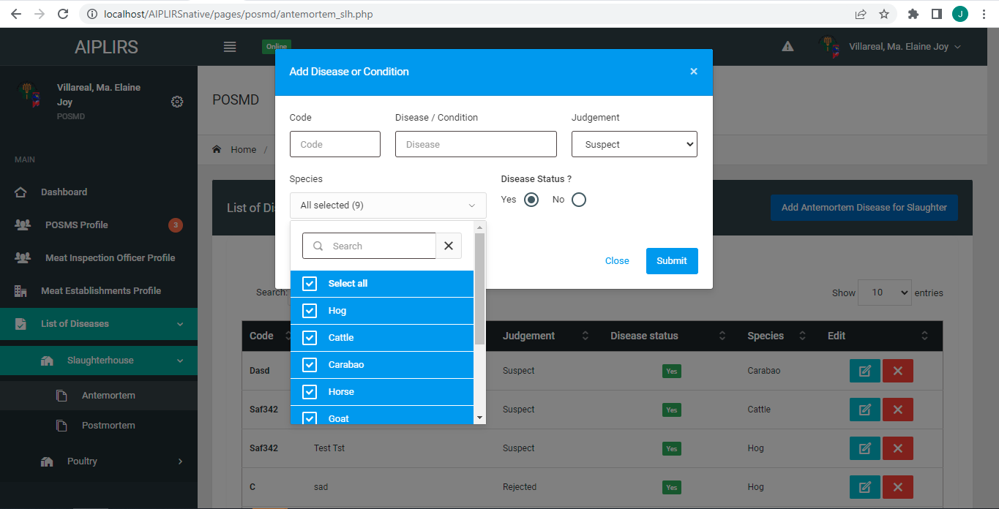 localhost/AIPLIRSnative/pages/posmd/antemortem_slh.php
J
AIPLIRS
Online
Villareal, Ma. Elaine Joy
Villareal, Ma. Elaine
Joy
POSMD
MAIN
Dashboard
POSMS Profile
3
Meat Inspection Officer Profile
Meat Establishments Profile
List of Diseases
Slaughterhouse
Antemortem
Postmortem
Poultry
POSMD
Home /
List of Di
Add Antemortem Disease for Slaughter
Add Disease or Condition
×
Code
Disease / Condition
Judgement
Code
Disease
Suspect
Species
Disease Status ?
All selected (9)
Yes
No
Search
Select all
Hog
Cattle
Carabao
Horse
Goat
Close
Submit
Search:
Show 10 entries
Code Judgement Disease status Species Edit
Dasd Suspect Yes Carabao
Saf342 Suspect Yes Cattle
Saf342 Test Tst Suspect Yes Hog
C sad Rejected Yes Hog